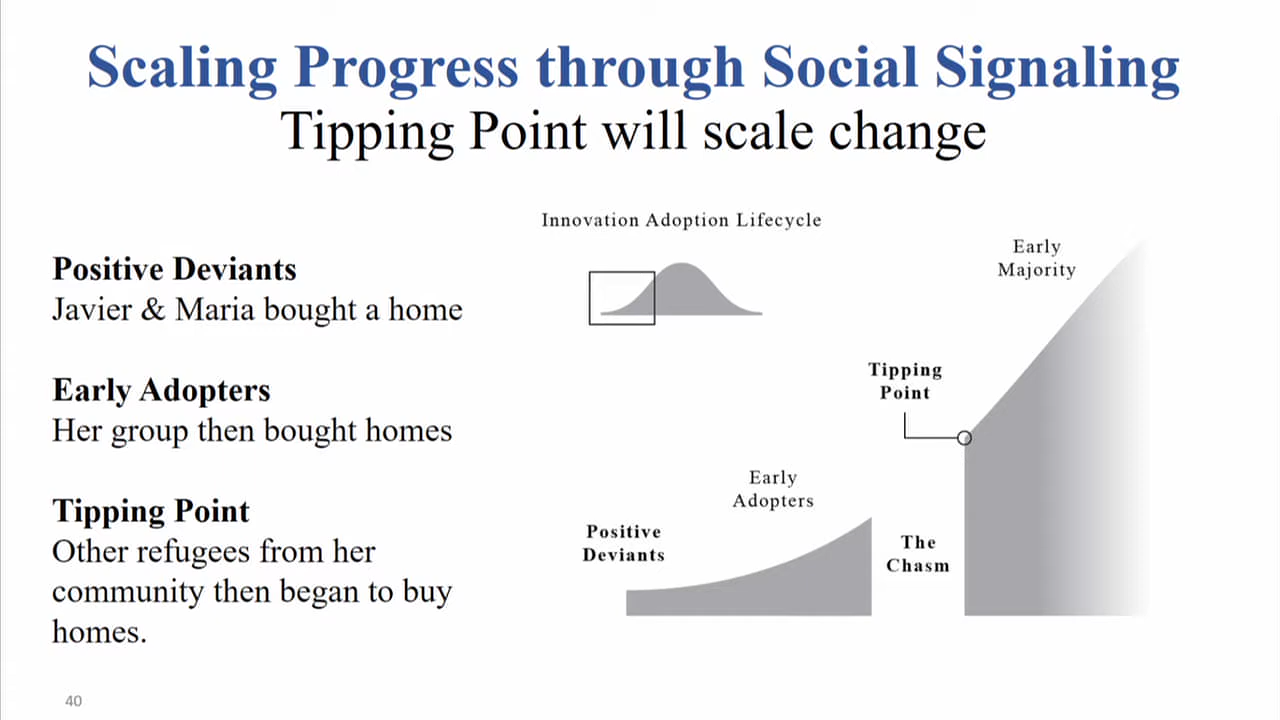 Scaling Progress through Social Signaling
Tipping Point will scale change
Positive Deviants
Javier & Maria bought a home
Early Adopters
Her group then bought homes
Tipping Point
Other refugees from her
community then began to buy
homes.
Innovation Adoption Lifecycle
Early
Majority
Tipping
Point
Early
Adopters
Positive
Deviants
The
Chasm
40